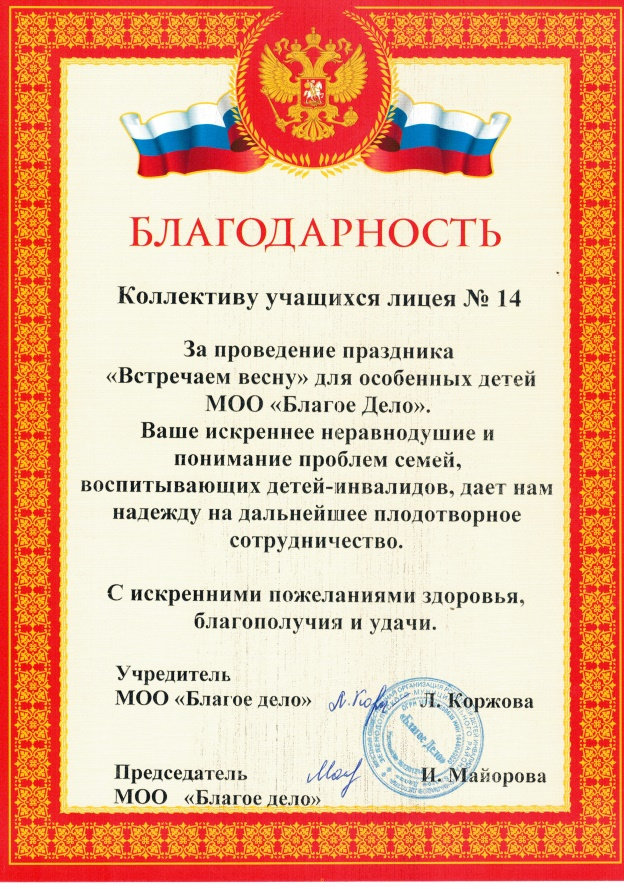 БЛАГОДАРНОСТЬ
Коллективу учащихся лицея № 14
За проведение праздника
«Встречаем весну» для особенных детей
МОО «Благое Дело».
Ваше искреннее неравнодушие и
понимание проблем семей,
воспитывающих детей-инвалидов, дает нам
надежду на дальнейшее плодотворное
сотрудничество.
С искренними пожеланиями здоровья,
благополучия и удачи.
Учредитель
МОО «Благое дело» Л. Коржова
«Благое Дело»
Председатель И. Майорова
МОО «Благое дело»